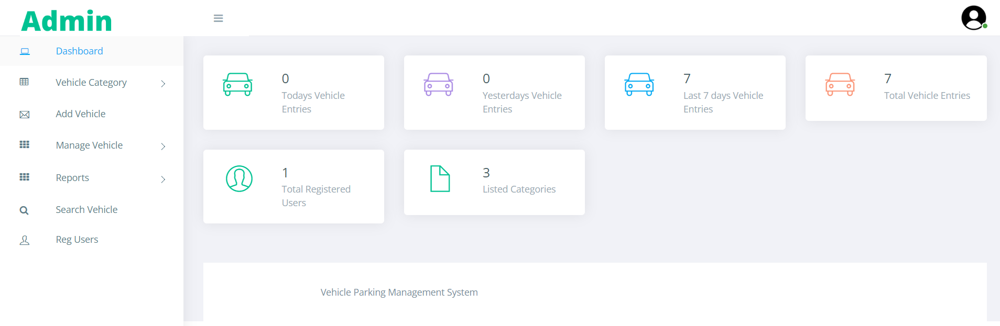 Admin
Dashboard
Vehicle Category
Add Vehicle
Manage Vehicle
Reports
Search Vehicle
Reg Users
0
Todays Vehicle
Entries
0
Yesterdays Vehicle
Entries
7
Last 7 days Vehicle
Entries
7
Total Vehicle Entries
1
Total Registered
Users
3
Listed Categories
Vehicle Parking Management System